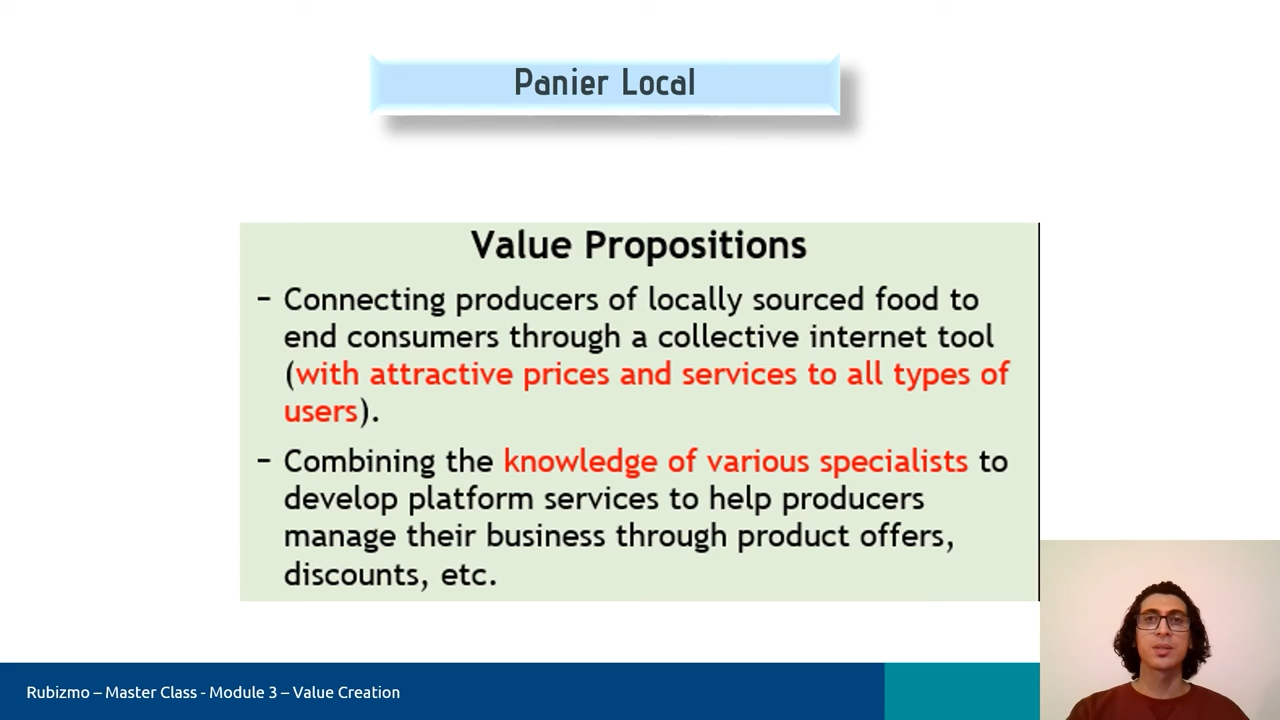 Panier Local
Value Propositions
– Connecting producers of locally sourced food to
end consumers through a collective internet tool
(with attractive prices and services to all types of
users).
– Combining the knowledge of various specialists to
develop platform services to help producers
manage their business through product offers,
discounts, etc.
Rubizmo – Master Class - Module 3 – Value Creation